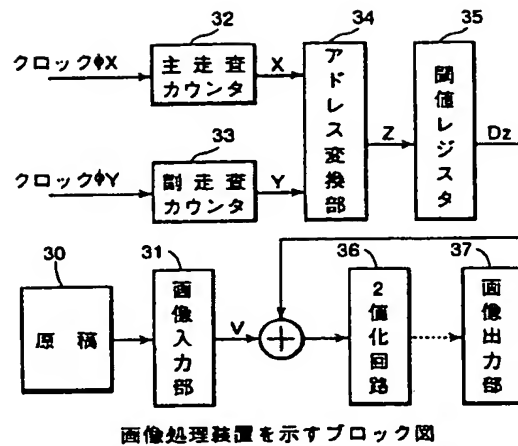 32
34
35
クロックΦX
主走査
カウンタ
X
アドレス変換部
Z
閾値レジスタ
Dz
33
クロックΦY
副走査
カウンタ
Y
30
31
36
37
原稿
画像入力部
V
+
2値化回路
画像出力部
画像処理装置を示すブロック図